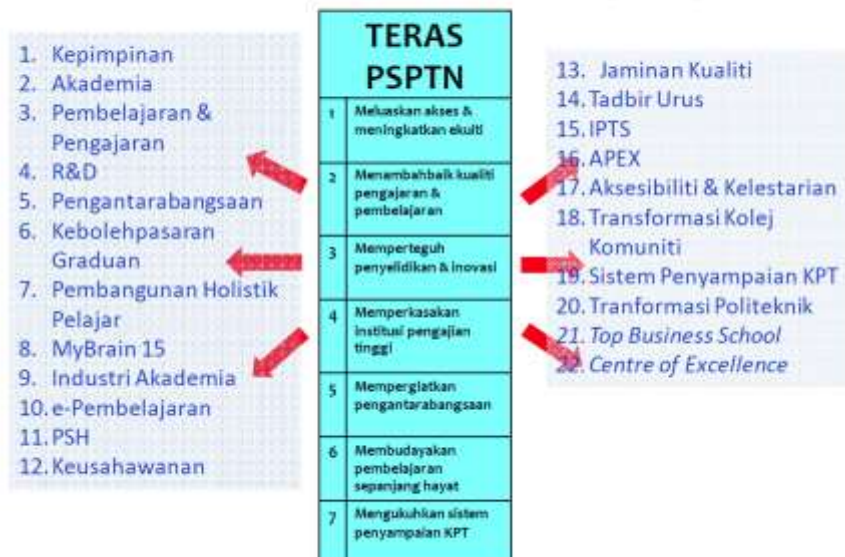 1. Kepimpinan
2. Akademia
3. Pembelajaran &
Pengajaran
4. R&D
5. Pengantarabangsaan
6. Kebolehpasaran
Graduan
7. Pembangunan Holistik
Pelajar
8. MyBrain 15
9. Industri Akademia
10. e-Pembelajaran
11. PSH
12. Keusahawanan
TERAS
PSPTN
1 Meluaskan akses &
meningkatkan ekuiti
2 Menambahbaik kualiti
pengajaran &
pembelajaran
3 Memperteguh
penyelidikan & inovasi
4 Memperkasakan
institusi pengajian
tinggi
5 Mempergiatkan
pengantarabangsaan
6 Membudayakan
pembelajaran
sepanjang hayat
7 Mengukuhkan sistem
penyampaian KPT
13. Jaminan Kualiti
14. Tadbir Urus
15. IPTS
16. APEX
17. Aksesibiliti & Kelestarian
18. Transformasi Kolej
Komuniti
19. Sistem Penyampaian KPT
20. Tranformasi Politeknik
21. Top Business School
22. Centre of Excellence